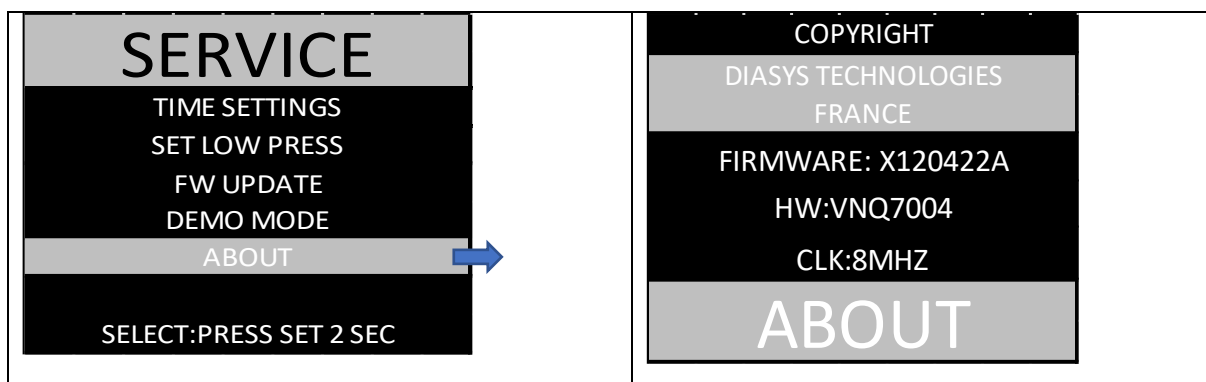 SERVICE
TIME SETTINGS
SET LOW PRESS
FW UPDATE
DEMO MODE
ABOUT
SELECT:PRESS SET 2 SEC
COPYRIGHT
DIASYS TECHNOLOGIES
FRANCE
FIRMWARE: X120422A
HW:VNQ7004
CLK:8MHZ
ABOUT